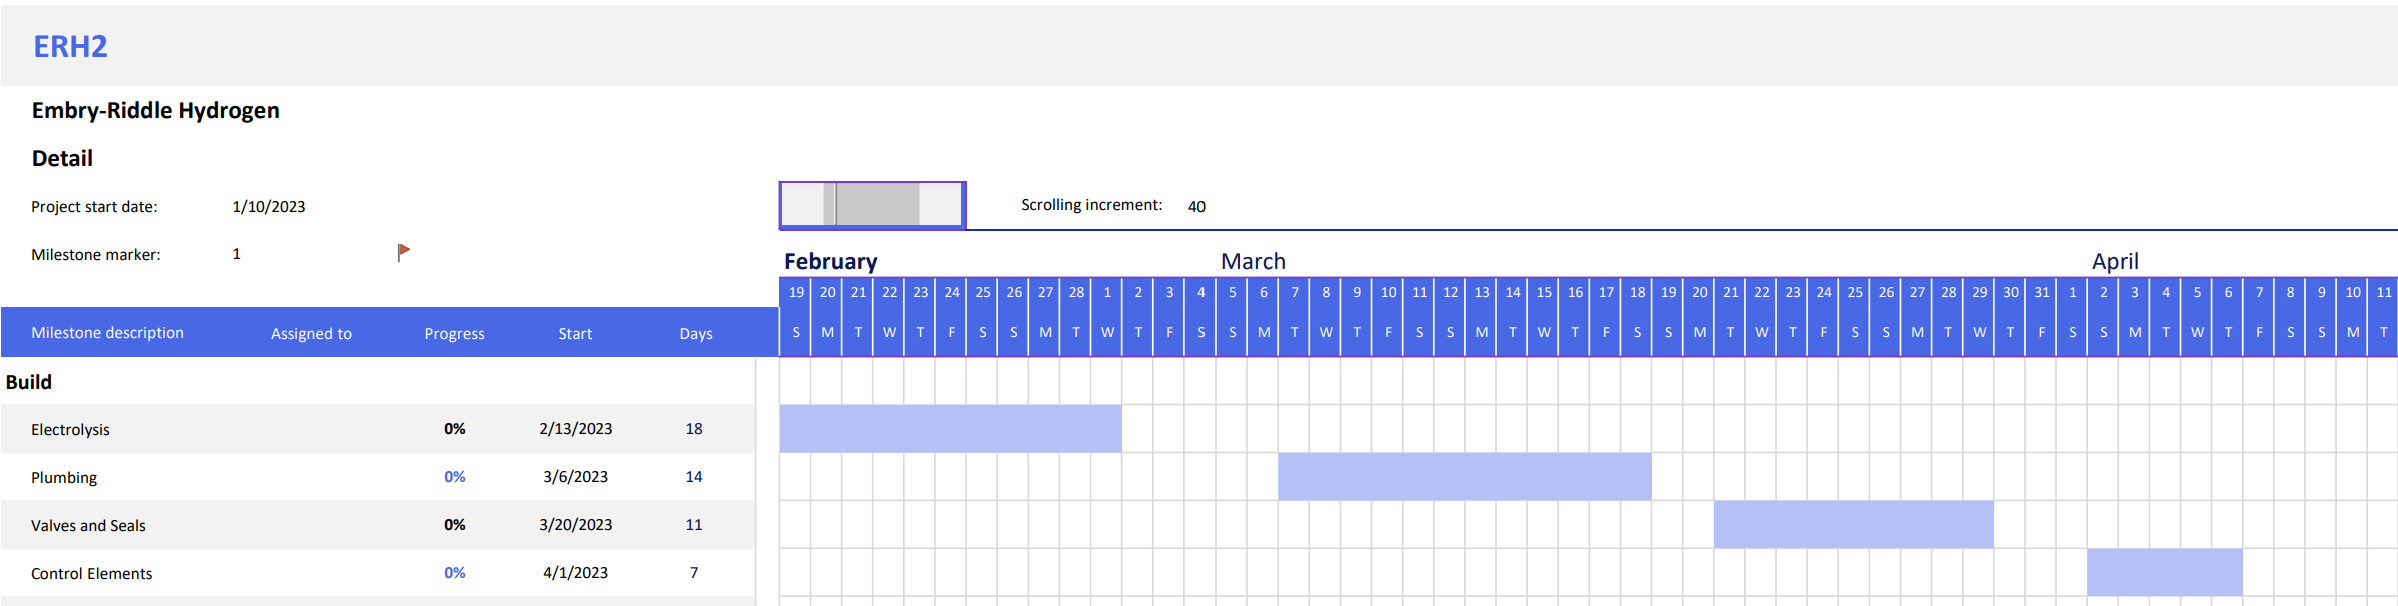 ERH2
Embry-Riddle Hydrogen
Detail
Project start date: 1/10/2023 Scrolling increment: 40
Milestone marker: 1
February March April
19 20 21 22 23 24 25 26 27 28 1 2 3 4 5 6 7 8 9 10 11 12 13 14 15 16 17 18 19 20 21 22 23 24 25 26 27 28 29 30 31 1 2 3 4 5 6 7 8 9 10 11
Milestone description Assigned to Progress Start Days S M T W T F S S M T W T F S S M T W T F S S M T W T F S S M T W T F S S M T W T F S S M T W T F S S M T
Build
Electrolysis 0% 2/13/2023 18
Plumbing 0% 3/6/2023 14
Valves and Seals 0% 3/20/2023 11
Control Elements 0% 4/1/2023 7